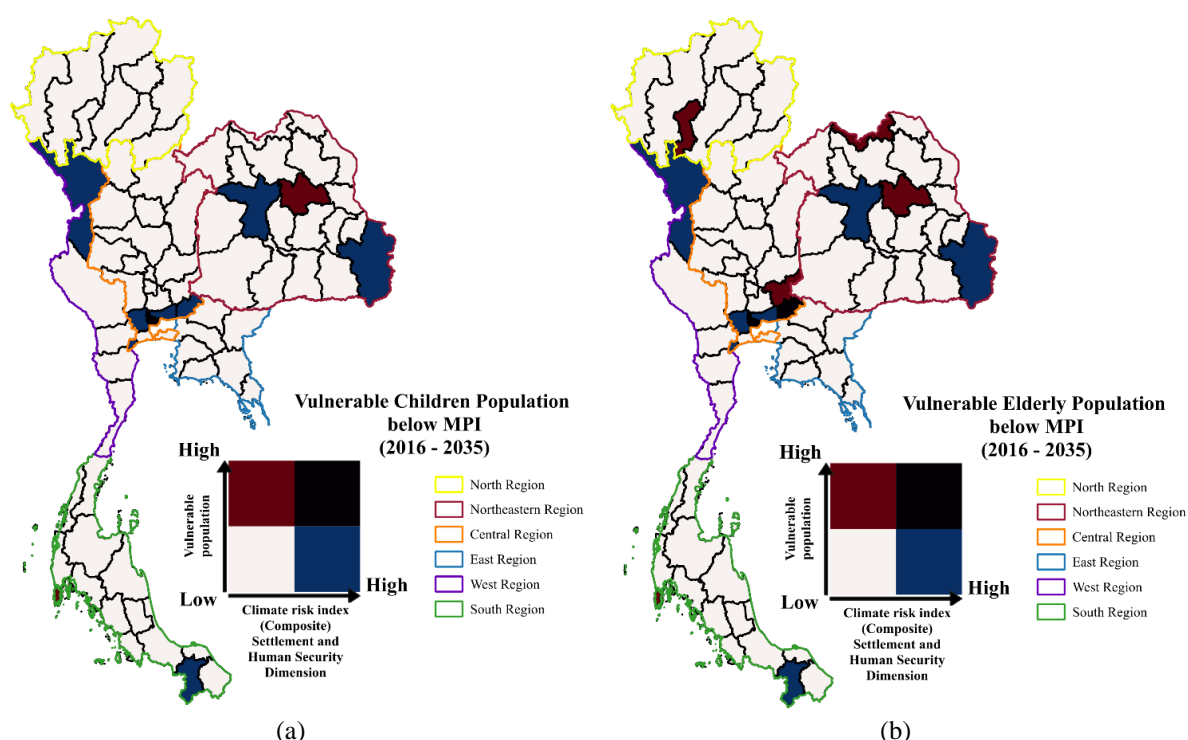 Vulnerable Children Population
below MPI
(2016 - 2035)
High
Vulnerable
population
Low
High
Climate risk index
(Composite)
Settlement and
Human Security
Dimension
North Region
Northeastern Region
Central Region
East Region
West Region
South Region
(a)
Vulnerable Elderly Population
below MPI
(2016 - 2035)
High
Vulnerable
population
Low
High
Climate risk index
(Composite)
Settlement and
Human Security
Dimension
North Region
Northeastern Region
Central Region
East Region
West Region
South Region
(b)